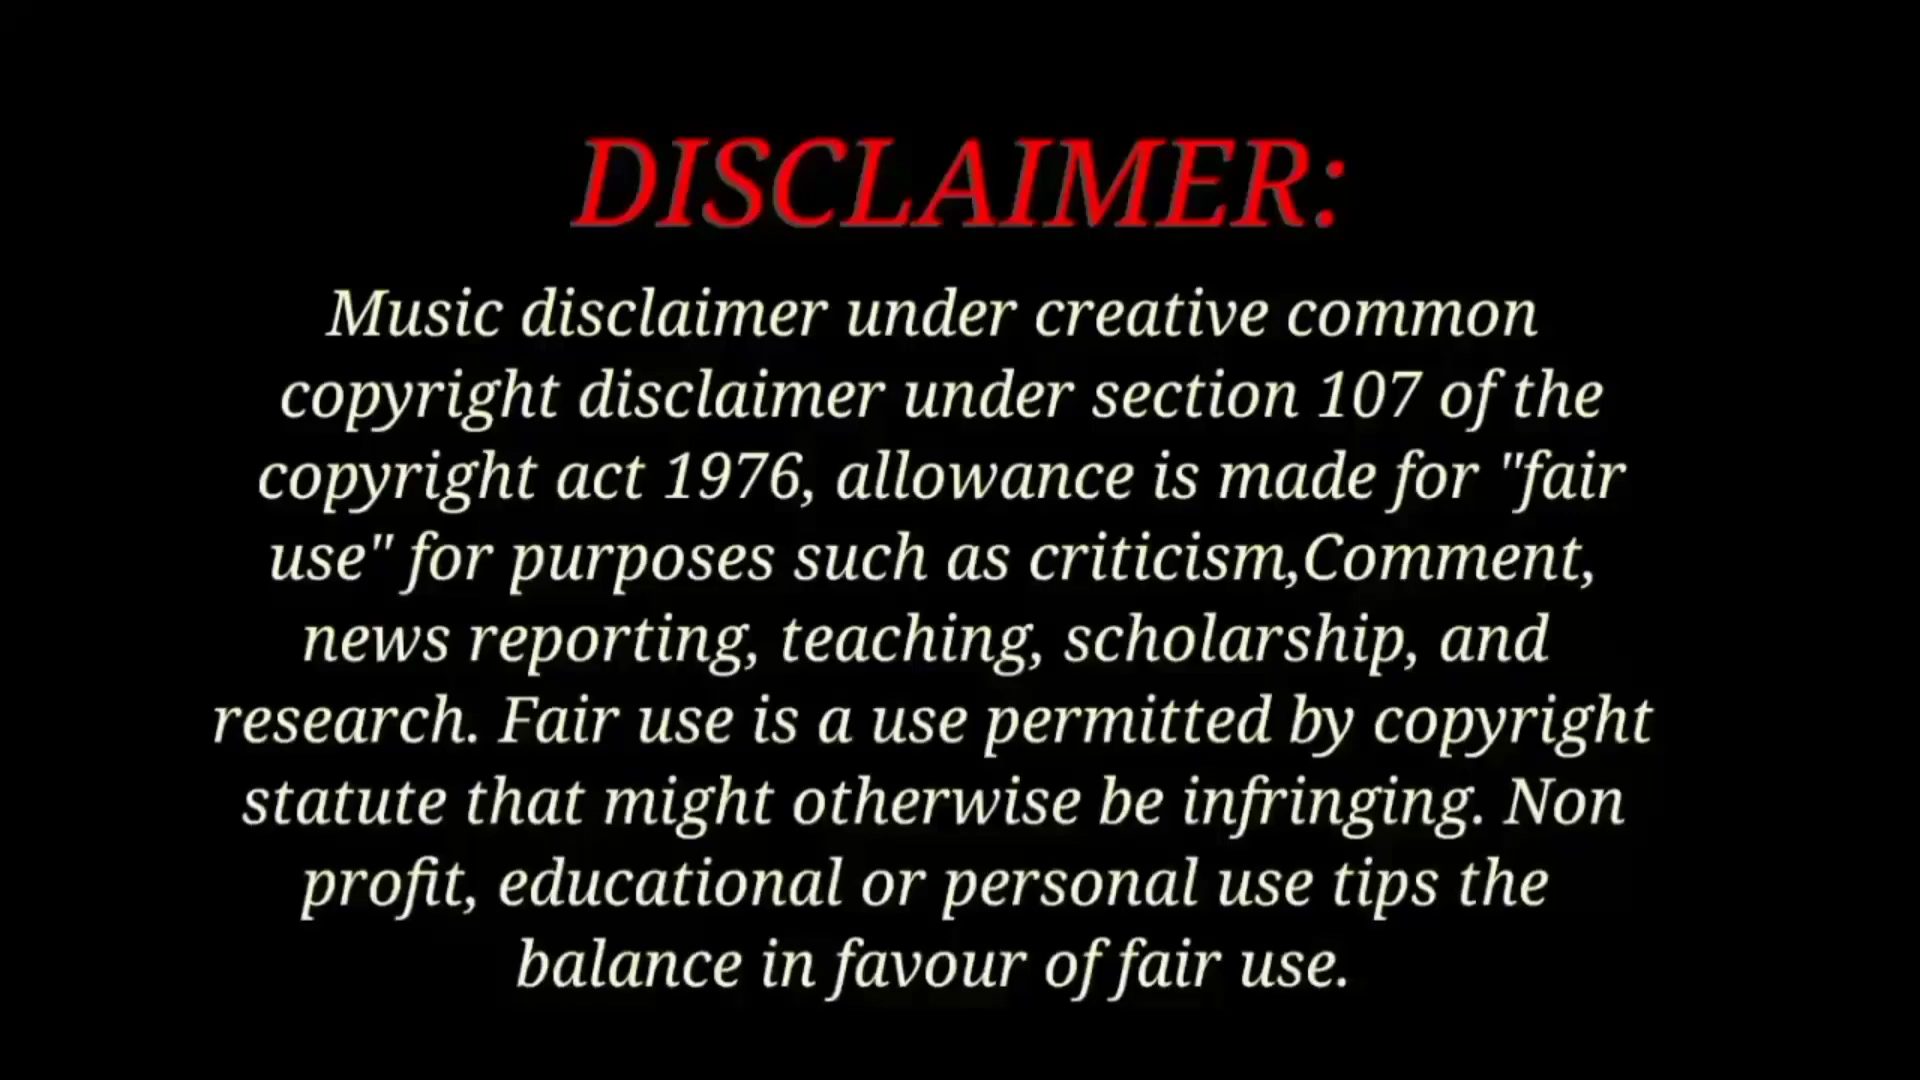 DISCLAIMER:
Music disclaimer under creative common
copyright disclaimer under section 107 of the
copyright act 1976, allowance is made for "fair
use" for purposes such as criticism,Comment,
news reporting, teaching, scholarship, and
research. Fair use is a use permitted by copyright
statute that might otherwise be infringing. Non
profit, educational or personal use tips the
balance in favour of fair use.